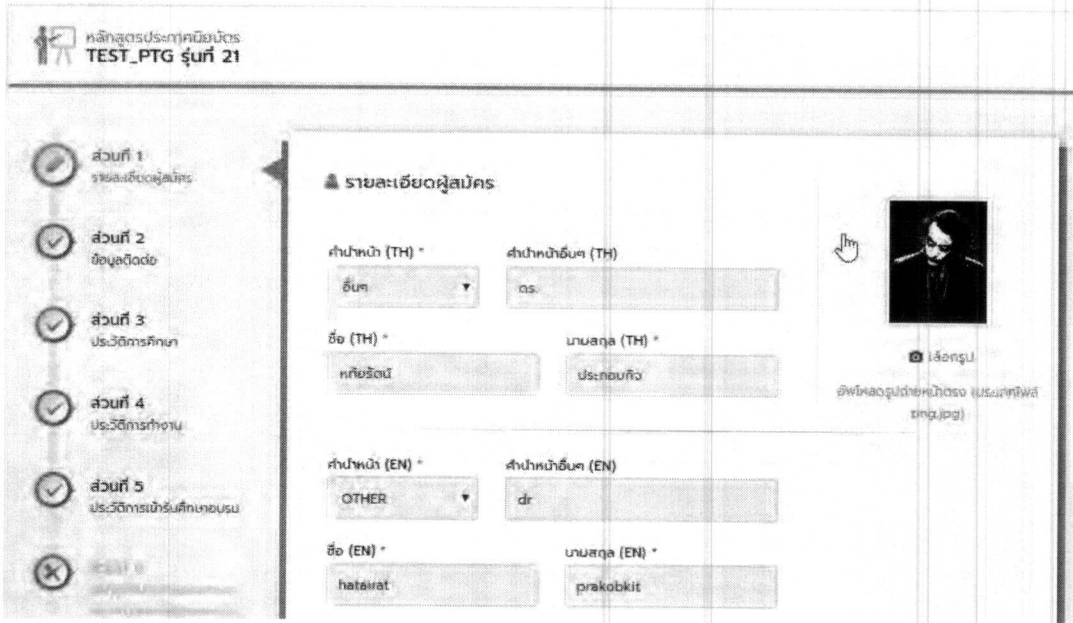 หลักสูตรประกาศนียบัตร
TEST_PTG รุ่นที่ 21
ส่วนที่ 1
รายละเอียดผู้สมัคร
ส่วนที่ 2
ข้อมูลติดต่อ
ส่วนที่ 3
ประวัติการศึกษา
ส่วนที่ 4
ประวัติการทำงาน
ส่วนที่ 5
ประวัติการเข้ารับศึกษาอบรม
รายละเอียดผู้สมัคร
คำนำหน้า (TH) * คำนำหน้าอื่นๆ (TH)
อื่นๆ ดร.
ชื่อ (TH) * นามสกุล (TH) *
หทัยรัตน์ ประกอบกิจ
เลือกรูป
อัพโหลดรูปถ่ายหน้าตรง (ประเภทไฟล์
png,jpg)
คำนำหน้า (EN) * คำนำหน้าอื่นๆ (EN)
OTHER dr
ชื่อ (EN) * นามสกุล (EN) *
hatairat prakobkit